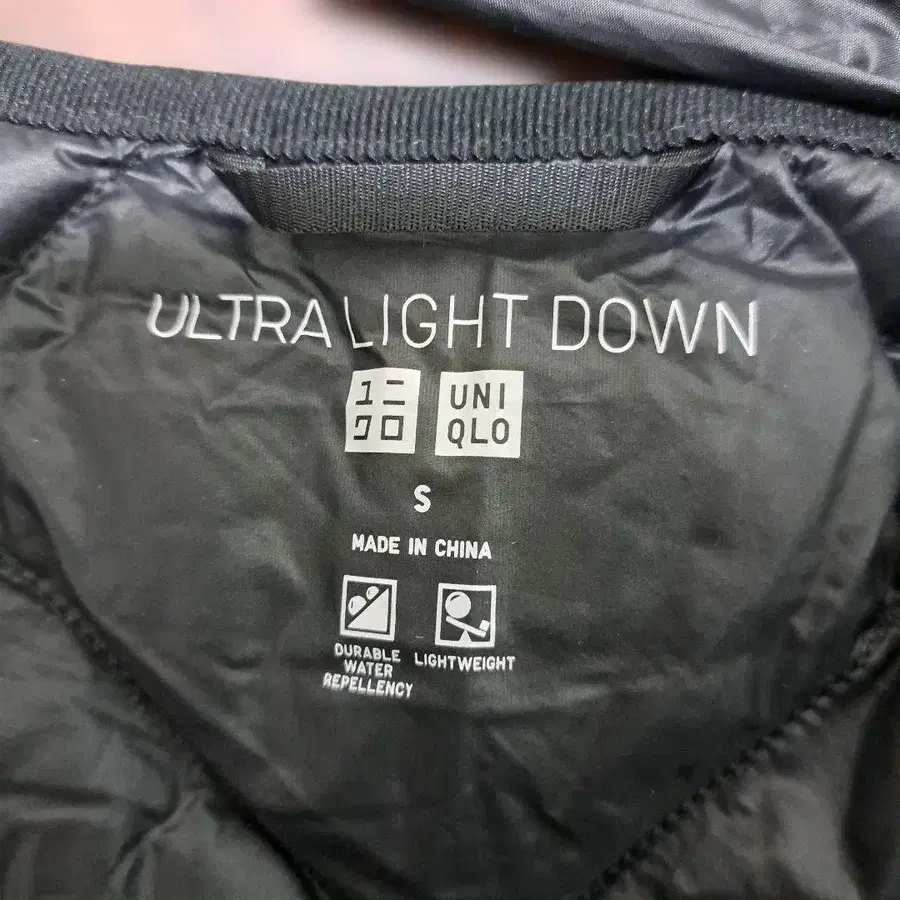 ULTRA LIGHT DOWN
ユニ UNI
クロ QLO
S
MADE IN CHINA
DURABLE
WATER
REPELLENCY
LIGHTWEIGHT